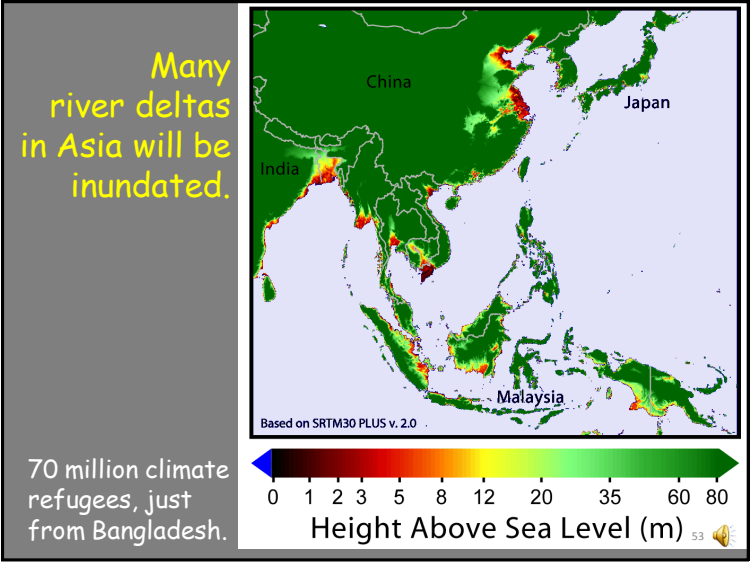 Many
river deltas
in Asia will be
inundated.
China
Japan
India
Malaysia
Based on SRTM30 PLUS v. 2.0
70 million climate
refugees, just
from Bangladesh.
0 1 2 3 5 8 12 20 35 60 80
Height Above Sea Level (m)
53